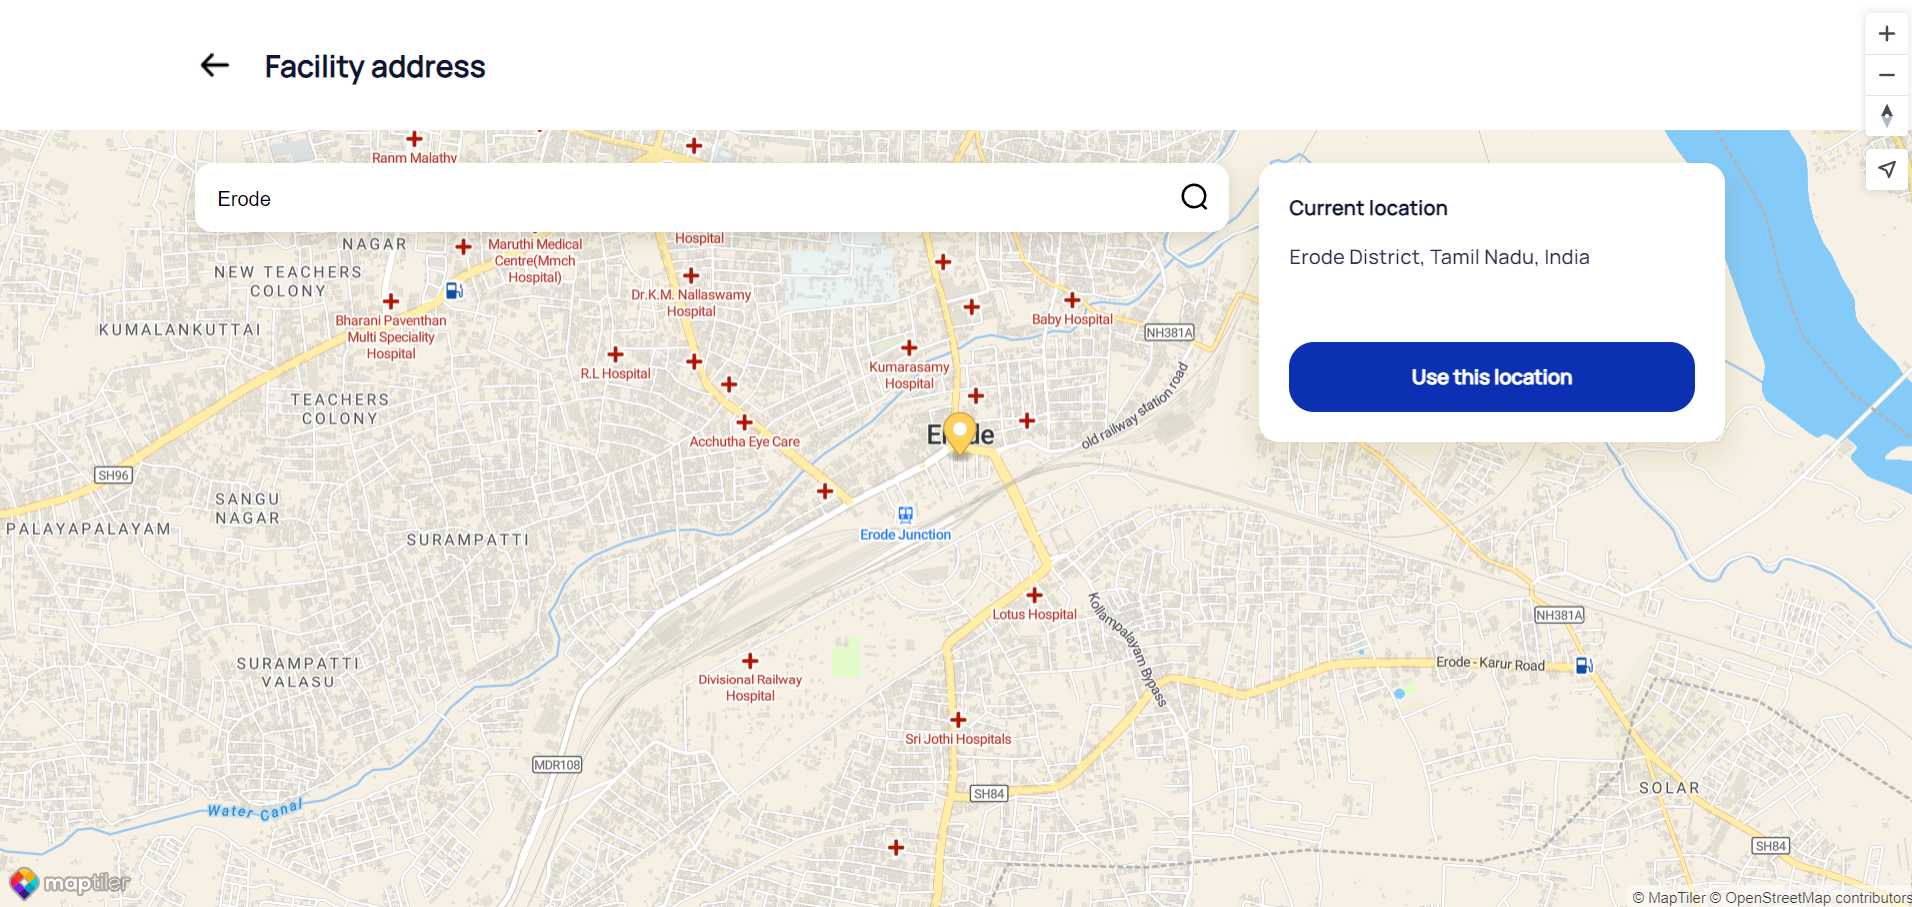 Facility address
Ranm Malathy
Erode
Current location
Erode District, Tamil Nadu, India
Use this location
NAGAR
Maruthi Medical
Centre(Mmch
Hospital)
Hospital
NEW TEACHERS
COLONY
Dr.K.M. Nallaswamy
Hospital
KUMALANKUTTAI
Bharani Paventhan
Multi Speciality
Hospital
Baby Hospital
NH381A
R.L Hospital
Kumarasamy
Hospital
TEACHERS
COLONY
Acchutha Eye Care
Erode
old railway station road
SH96
SANGU
NAGAR
PALAYAPALAYAM
SURAMPATTI
Erode Junction
Lotus Hospital
Kollampalayam Bypass
NH381A
SURAMPATTI
VALASU
Divisional Railway
Hospital
Erode - Karur Road
Sri Jothi Hospitals
MDR108
SH84
SOLAR
Water Canal
SH84
maptiler
© MapTiler © OpenStreetMap contributors